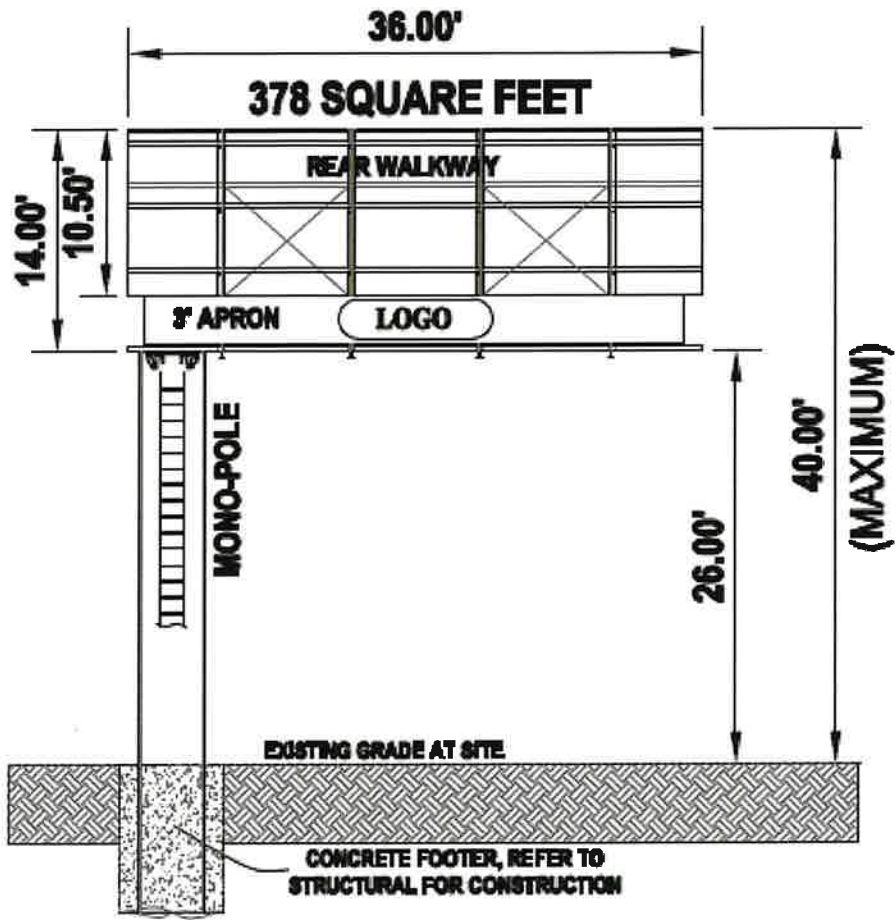 36.00'
378 SQUARE FEET
REAR WALKWAY
14.00'
10.50'
3' APRON
LOGO
MONO-POLE
26.00'
40.00'
(MAXIMUM)
EXISTING GRADE AT SITE
CONCRETE FOOTER, REFER TO
STRUCTURAL FOR CONSTRUCTION